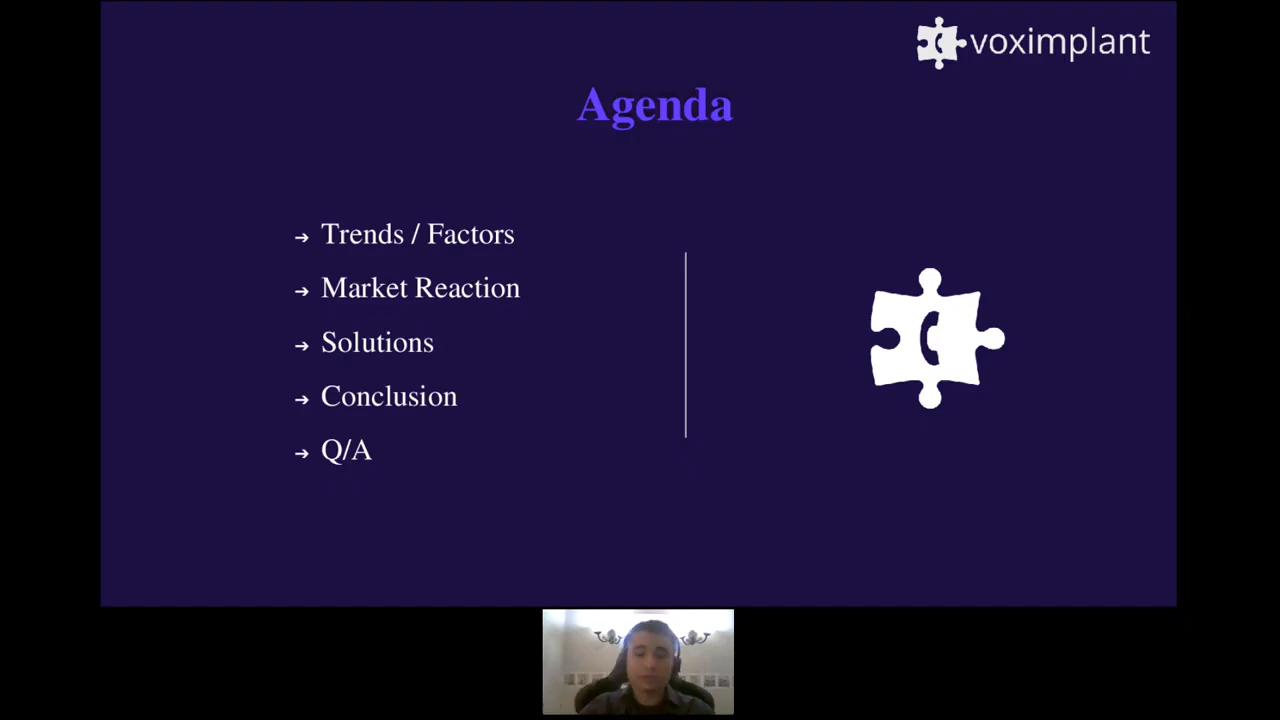 voximplant
Agenda
➔ Trends / Factors
➔ Market Reaction
➔ Solutions
➔ Conclusion
➔ Q/A